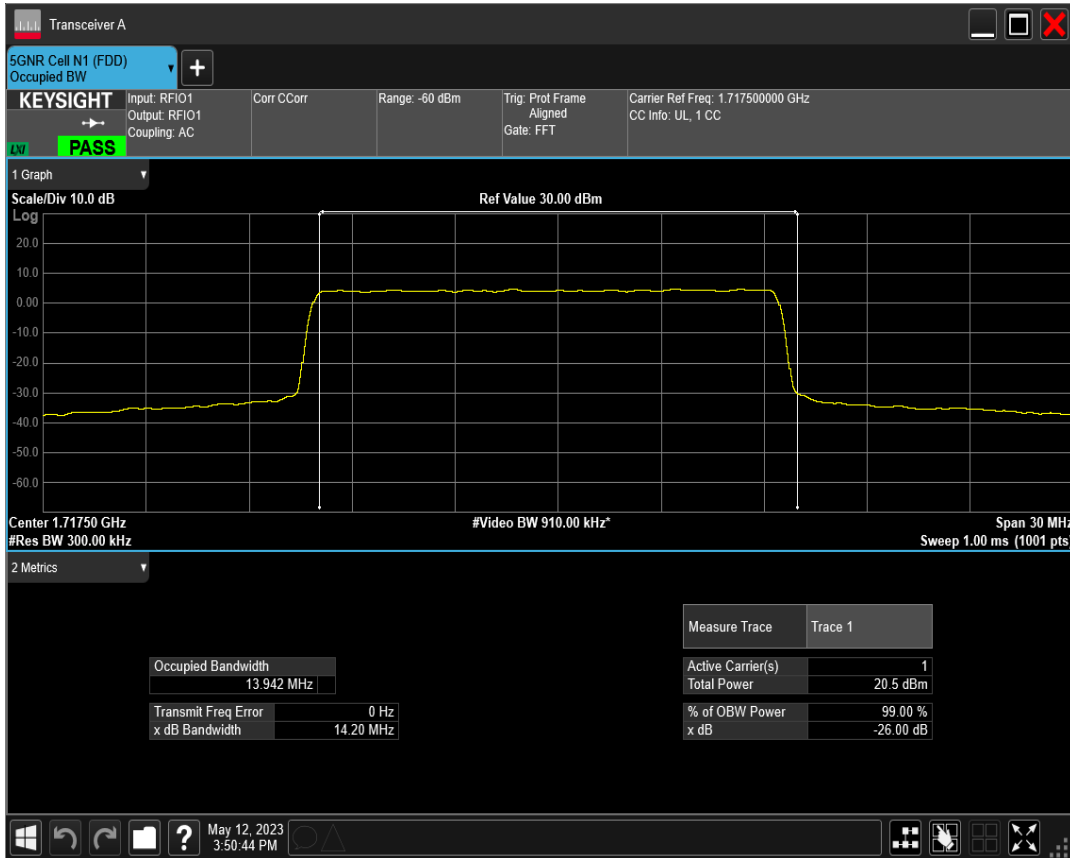 Transceiver A
5GNR Cell N1 (FDD)
Occupied BW
KEYSIGHT
LXI
PASS
Input: RFIO1
Output: RFIO1
Coupling: AC
Corr CCorr
Range: -60 dBm
Trig: Prot Frame
Aligned
Gate: FFT
Carrier Ref Freq: 1.717500000 GHz
CC Info: UL, 1 CC
1 Graph
Scale/Div 10.0 dB
Ref Value 30.00 dBm
Log
20.0
10.0
0.00
-10.0
-20.0
-30.0
-40.0
-50.0
-60.0
Center 1.71750 GHz
#Video BW 910.00 kHz*
Span 30 MHz
#Res BW 300.00 kHz
Sweep 1.00 ms (1001 pts)
2 Metrics
Measure Trace Trace 1
Occupied Bandwidth
13.942 MHz
Active Carrier(s) 1
Total Power 20.5 dBm
Transmit Freq Error 0 Hz
x dB Bandwidth 14.20 MHz
% of OBW Power 99.00 %
x dB -26.00 dB
May 12, 2023
3:50:44 PM